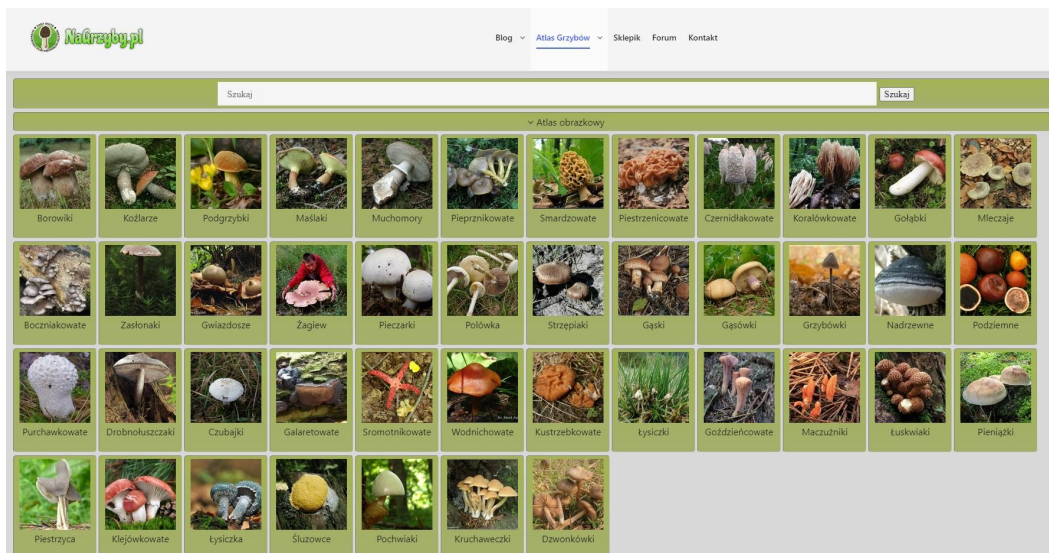 NaGrzyby.pl
Blog Atlas Grzybów Sklepik Forum Kontakt
Szukaj Szukaj
Atlas obrazkowy
Borowiki Koźlarze Podgrzybki Maślaki Muchomory Pieprznikowate Smardzowate Piestrzenicowate Czernidłakowate Koralówkowate Gołąbki Mleczaje
Boczniakowate Zasłonaki Gwiazdosze Żagiew Pieczarki Polówka Strzępiaki Gąski Gąsówki Grzybówki Nadrzewne Podziemne
Purchawkowate Drobnołuszczaki Czubajki Galaretowate Sromotnikowate Wodnichowate Kustrzebkowate Łysiczki Goździeńcowate Maczużniki Łuskwiaki Pieniążki
Piestrzyca Klejówkowate Łysiczka Śluzowce Pochwiaki Kruchaweczki Dzwonkówki